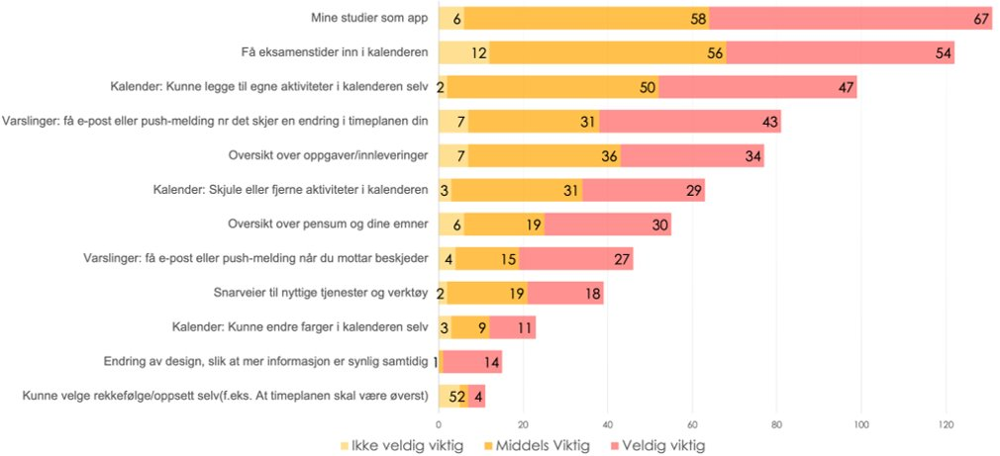 Mine studier som app 6 58 67
Få eksamenstider inn i kalenderen 12 56 54
Kalender: Kunne legge til egne aktiviteter i kalenderen selv 2 50 47
Varslinger: få e-post eller push-melding nr det skjer en endring i timeplanen din 7 31 43
Oversikt over oppgaver/innleveringer 7 36 34
Kalender: Skjule eller fjerne aktiviteter i kalenderen 3 31 29
Oversikt over pensum og dine emner 6 19 30
Varslinger: få e-post eller push-melding når du mottar beskjeder 4 15 27
Snarveier til nyttige tjenester og verktøy 2 19 18
Kalender: Kunne endre farger i kalenderen selv 3 9 11
Endring av design, slik at mer informasjon er synlig samtidig 1 14
Kunne velge rekkefølge/oppsett selv(f.eks. At timeplanen skal være øverst) 5 2 4
0 20 40 60 80 100 120
Ikke veldig viktig Middels Viktig Veldig viktig